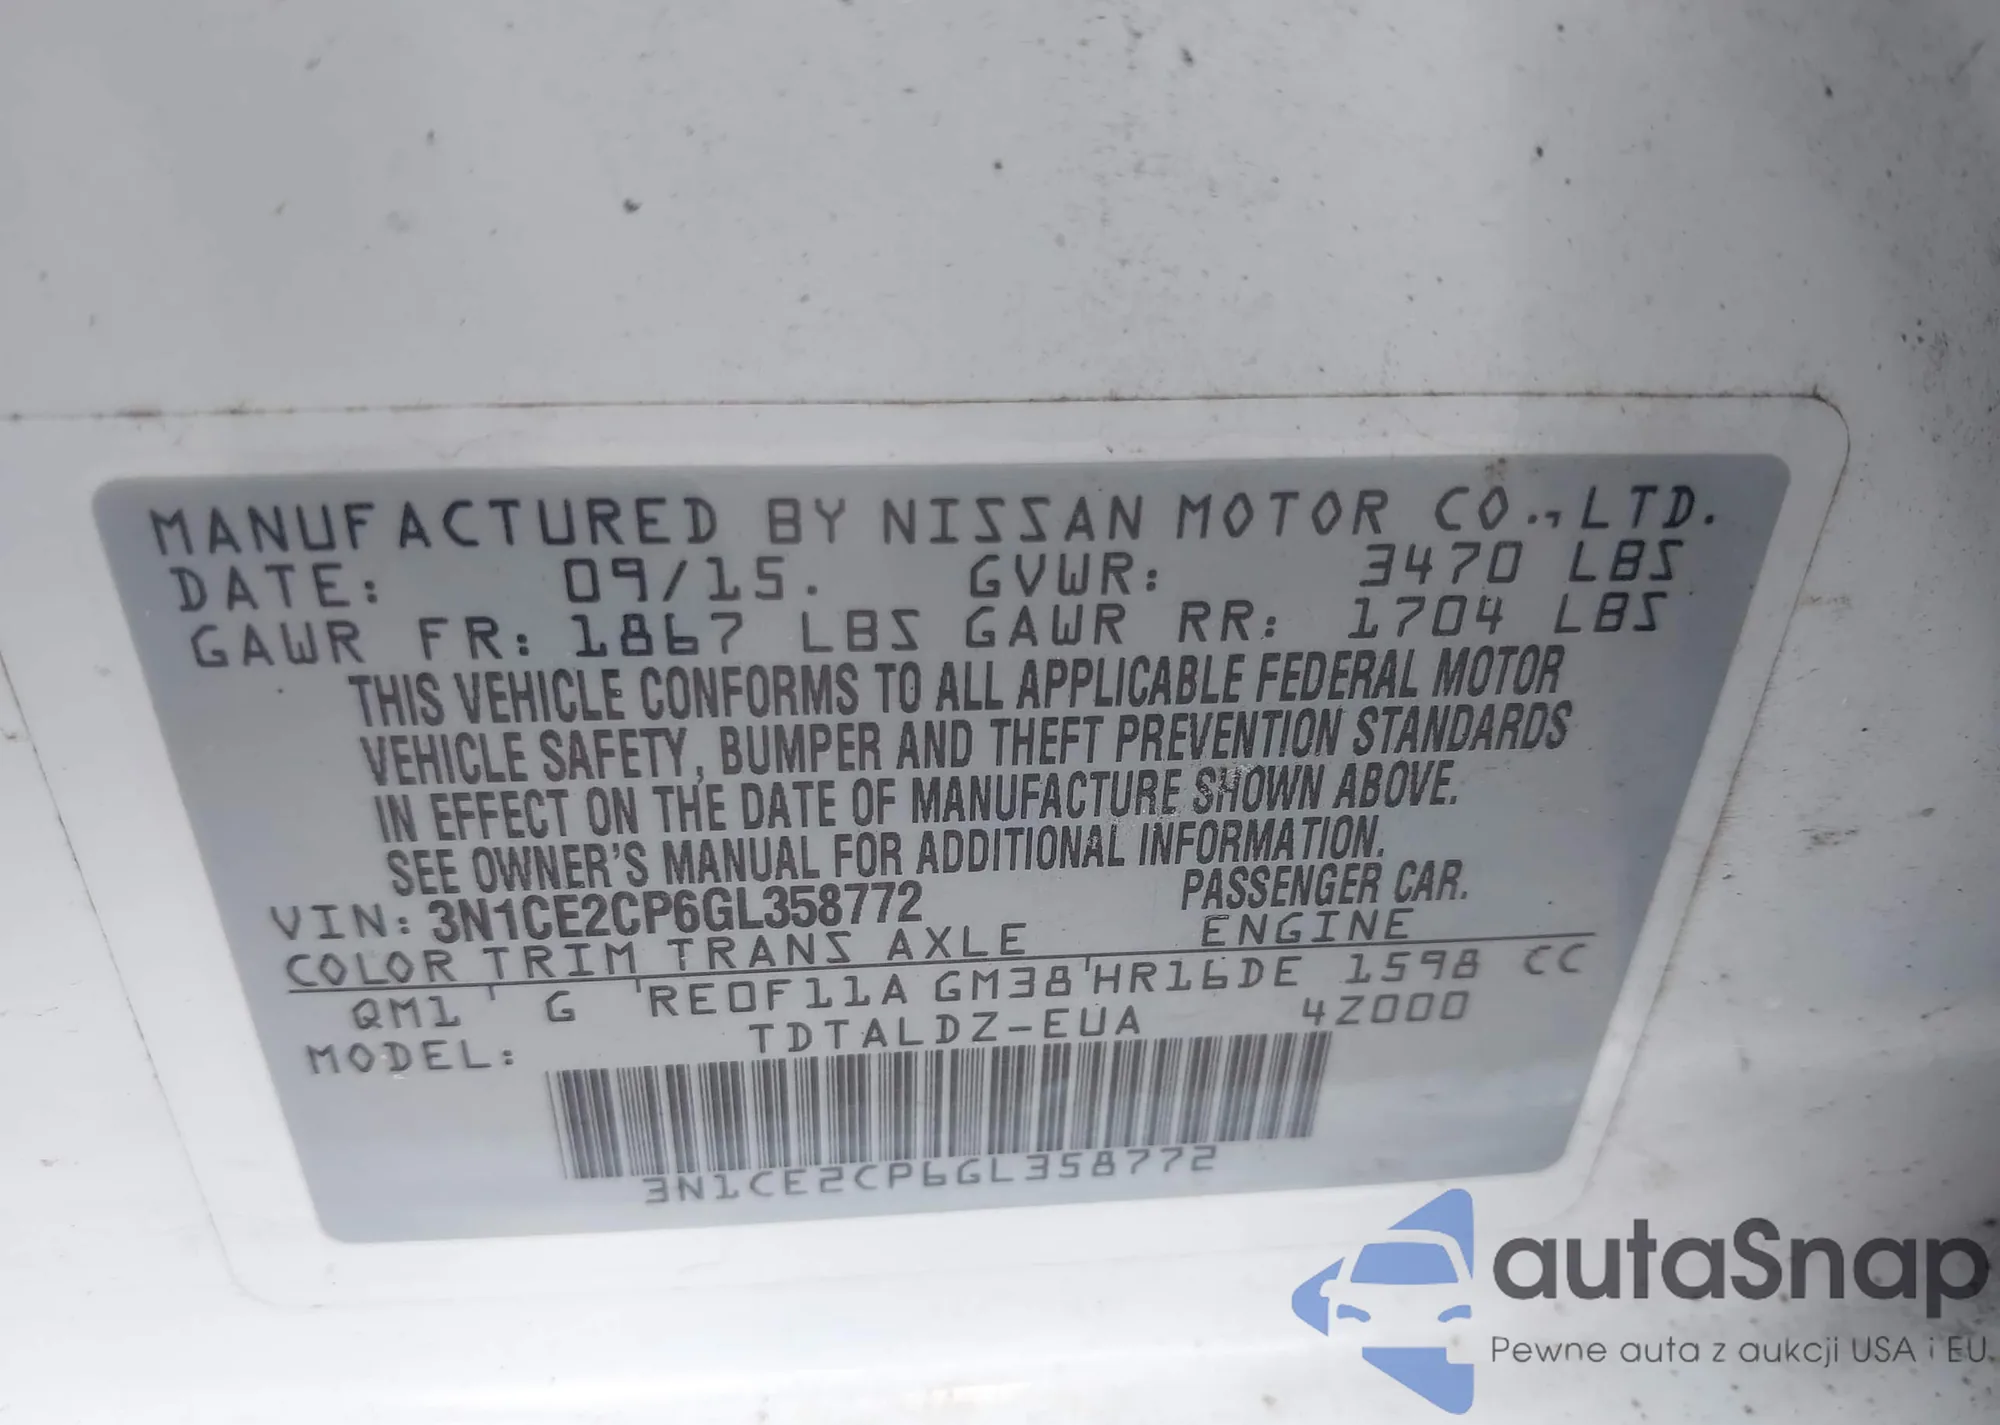 MANUFACTURED BY NISSAN MOTOR CO., LTD.
DATE: 09/15. GVWR: 3470 LBS
GAWR FR: 1867 LBS GAWR RR: 1704 LBS
THIS VEHICLE CONFORMS TO ALL APPLICABLE FEDERAL MOTOR
VEHICLE SAFETY, BUMPER AND THEFT PREVENTION STANDARDS
IN EFFECT ON THE DATE OF MANUFACTURE SHOWN ABOVE.
SEE OWNER'S MANUAL FOR ADDITIONAL INFORMATION.
VIN: 3N1CE2CP6GL358772 PASSENGER CAR.
COLOR TRIM TRANS AXLE ENGINE
QM1 ' G 'RE0F11A GM38'HR16DE 1598 CC
MODEL: TDTALDZ-EUA 4Z000
3N1CE2CP6GL358772
autaSnap
Pewne auta z aukcji USA i EU